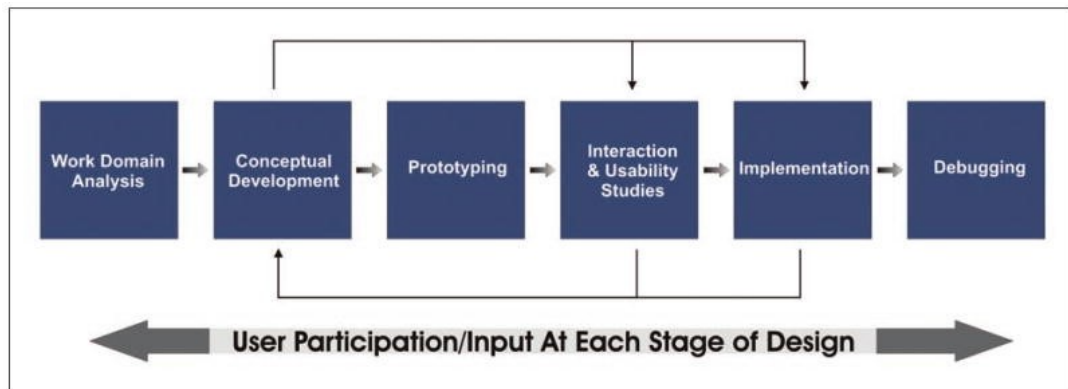 Work Domain
Analysis
Conceptual
Development
Prototyping
Interaction
& Usability
Studies
Implementation
Debugging
User Participation/Input At Each Stage of Design